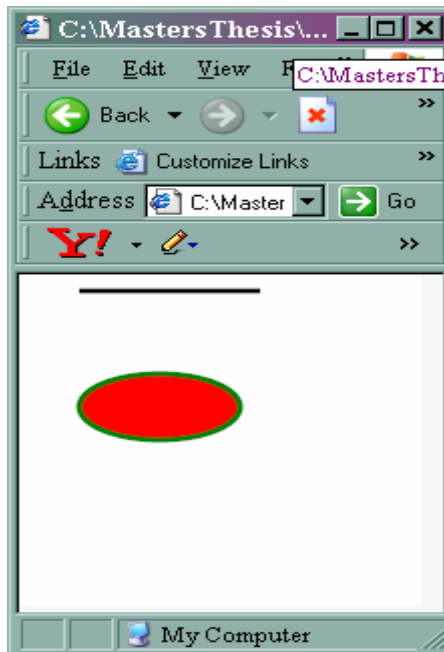 C:\MastersThesis\...
File Edit View F
C:\MastersTh
Back »
Links Customize Links »
Address C:\Master Go
Y! »
My Computer